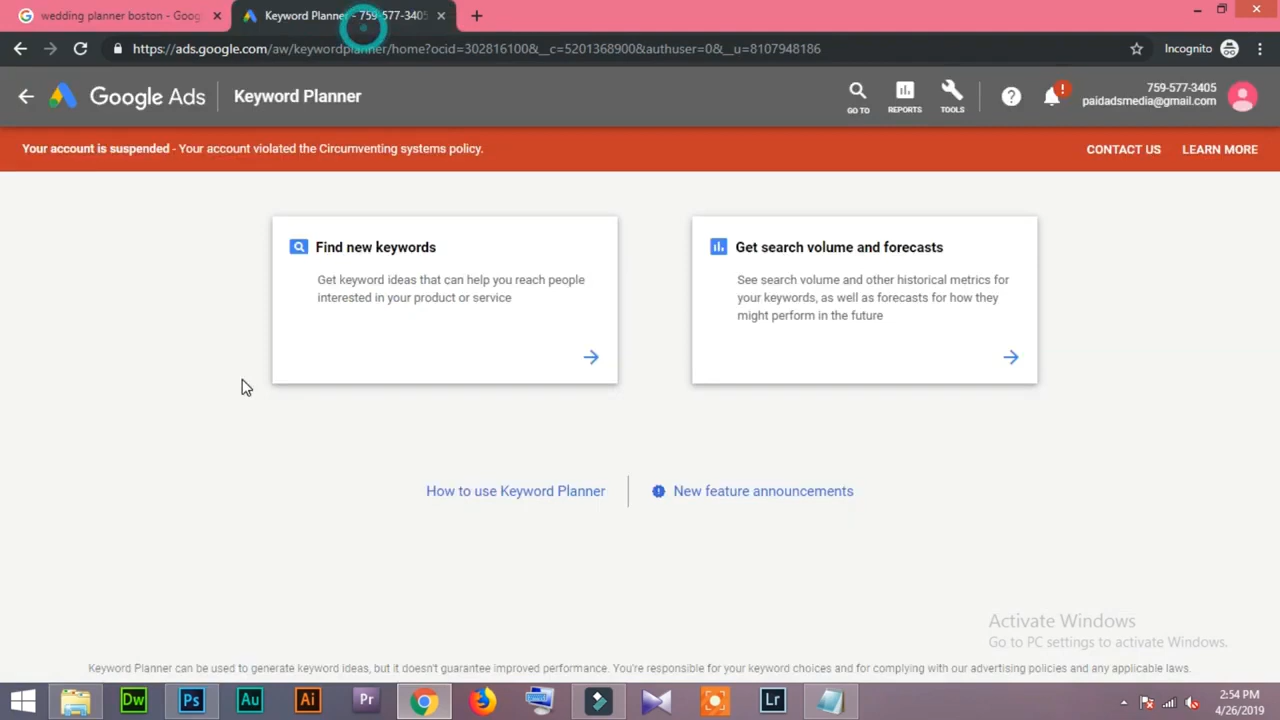 wedding planner boston - Goog
Keyword Planner - 759-577-3405
https://ads.google.com/aw/keywordplanner/home?ocid=302816100&__c=5201368900&authuser=0&__u=8107948186
Incognito
Google Ads
Keyword Planner
GO TO
REPORTS
TOOLS
759-577-3405
paidadsmedia@gmail.com
Your account is suspended - Your account violated the Circumventing systems policy.
CONTACT US
LEARN MORE
Find new keywords
Get keyword ideas that can help you reach people
interested in your product or service
Get search volume and forecasts
See search volume and other historical metrics for
your keywords, as well as forecasts for how they
might perform in the future
How to use Keyword Planner
New feature announcements
Activate Windows
Go to PC settings to activate Windows.
Keyword Planner can be used to generate keyword ideas, but it doesn't guarantee improved performance. You're responsible for your keyword choices and for complying with our advertising policies and any applicable laws.
Dw
Ps
Au
Ai
Pr
Lr
2:54 PM
4/26/2019